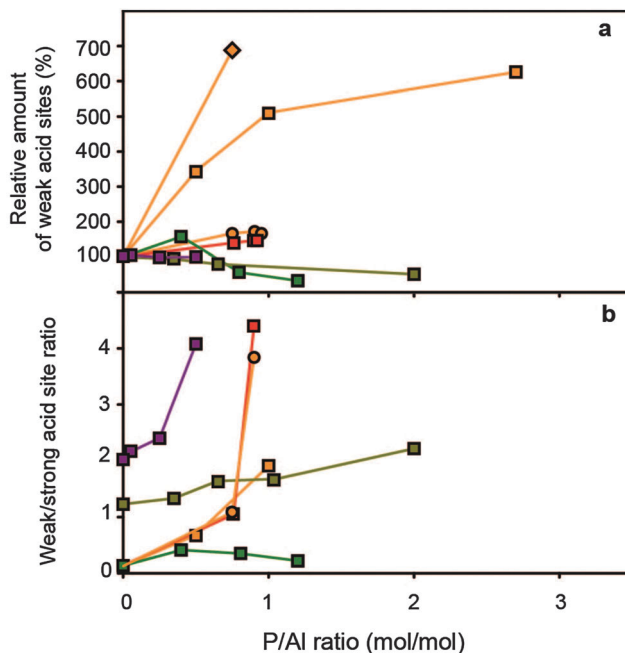 a
700
600
500
400
300
200
100
Relative amount
of weak acid sites (%)
b
4
3
2
1
0
Weak/strong acid site ratio
0 1 2 3
P/Al ratio (mol/mol)